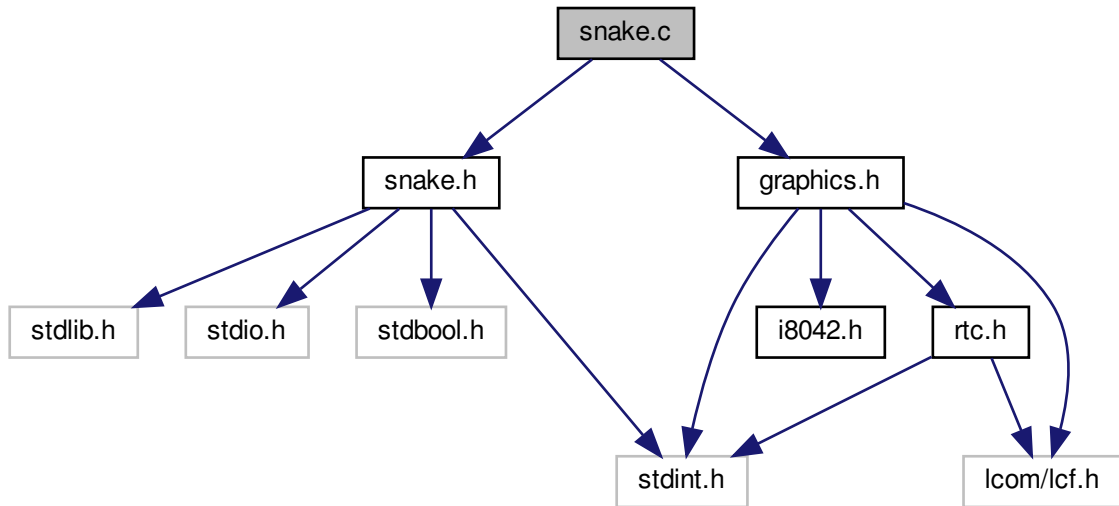 snake.c
snake.h
graphics.h
stdlib.h
stdio.h
stdbool.h
i8042.h
rtc.h
stdint.h
lcom/lcf.h